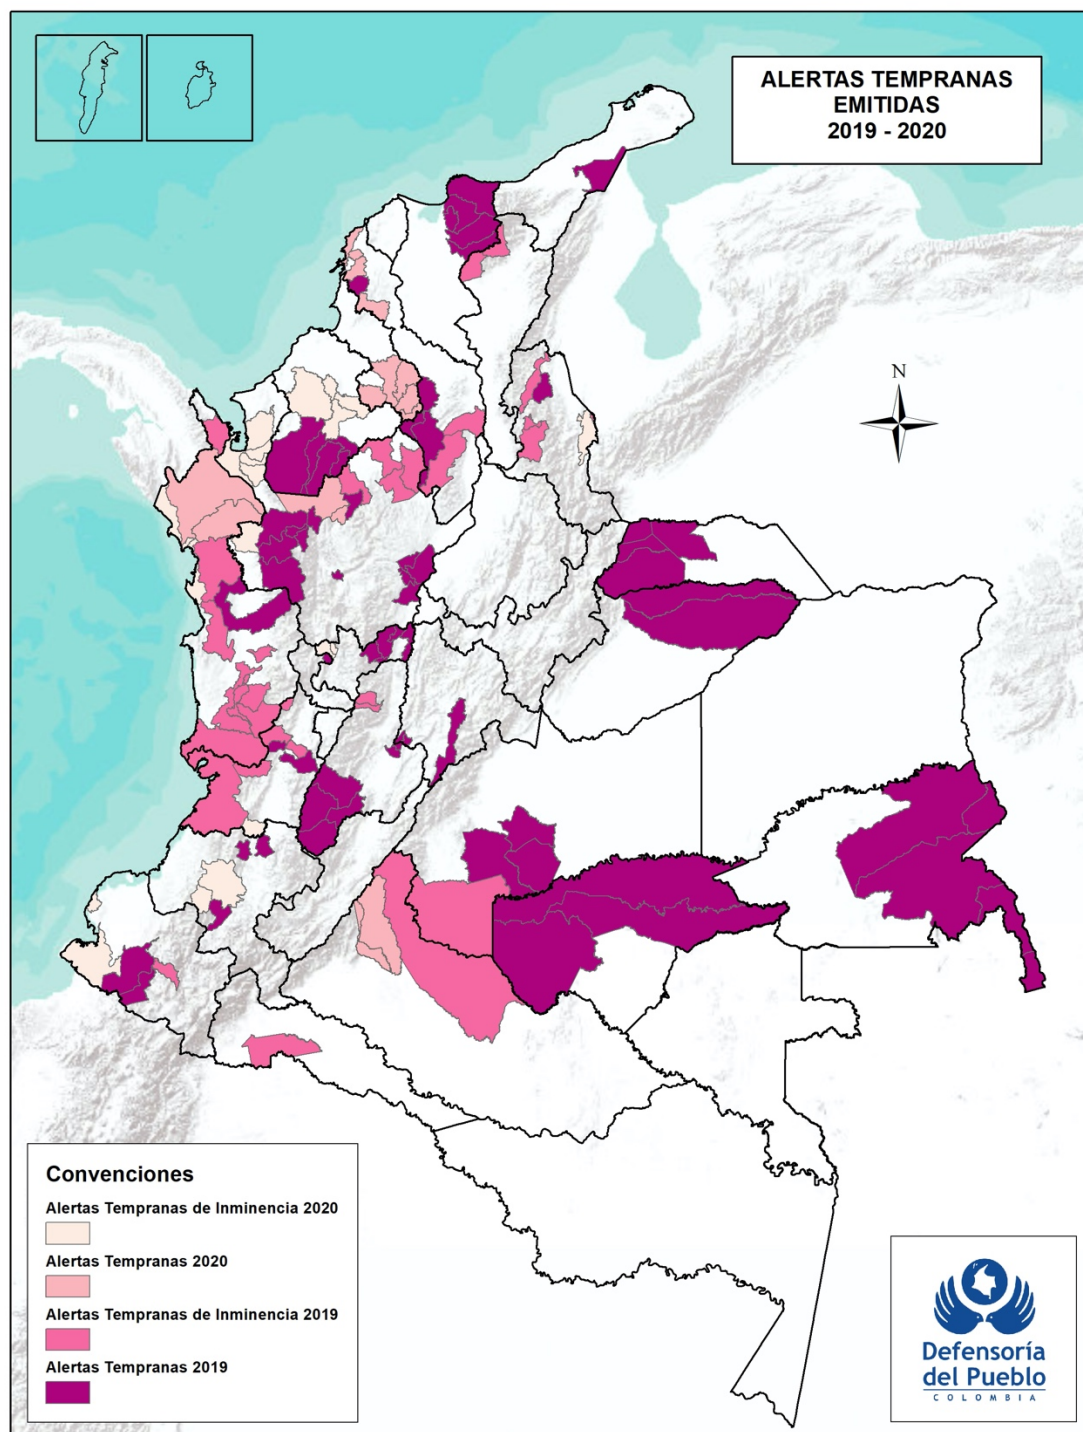 ALERTAS TEMPRANAS
EMITIDAS
2019 - 2020
N
Convenciones
Alertas Tempranas de Inminencia 2020
Alertas Tempranas 2020
Alertas Tempranas de Inminencia 2019
Alertas Tempranas 2019
Defensoría
del Pueblo
COLOMBIA